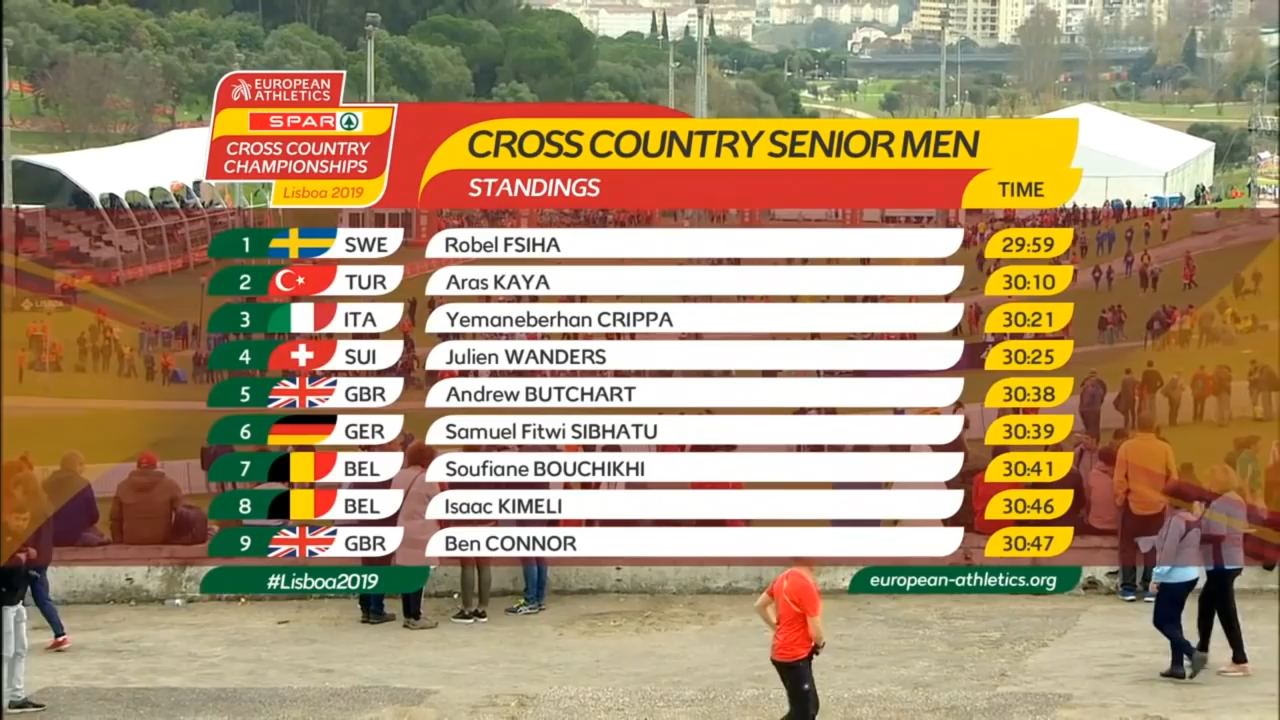 EUROPEAN
ATHLETICS
SPAR
CROSS COUNTRY
CHAMPIONSHIPS
Lisboa 2019
CROSS COUNTRY SENIOR MEN
STANDINGS TIME
1 SWE Robel FSIHA 29:59
2 TUR Aras KAYA 30:10
3 ITA Yemaneberhan CRIPPA 30:21
4 SUI Julien WANDERS 30:25
5 GBR Andrew BUTCHART 30:38
6 GER Samuel Fitwi SIBHATU 30:39
7 BEL Soufiane BOUCHIKHI 30:41
8 BEL Isaac KIMELI 30:46
9 GBR Ben CONNOR 30:47
#Lisboa2019 european-athletics.org